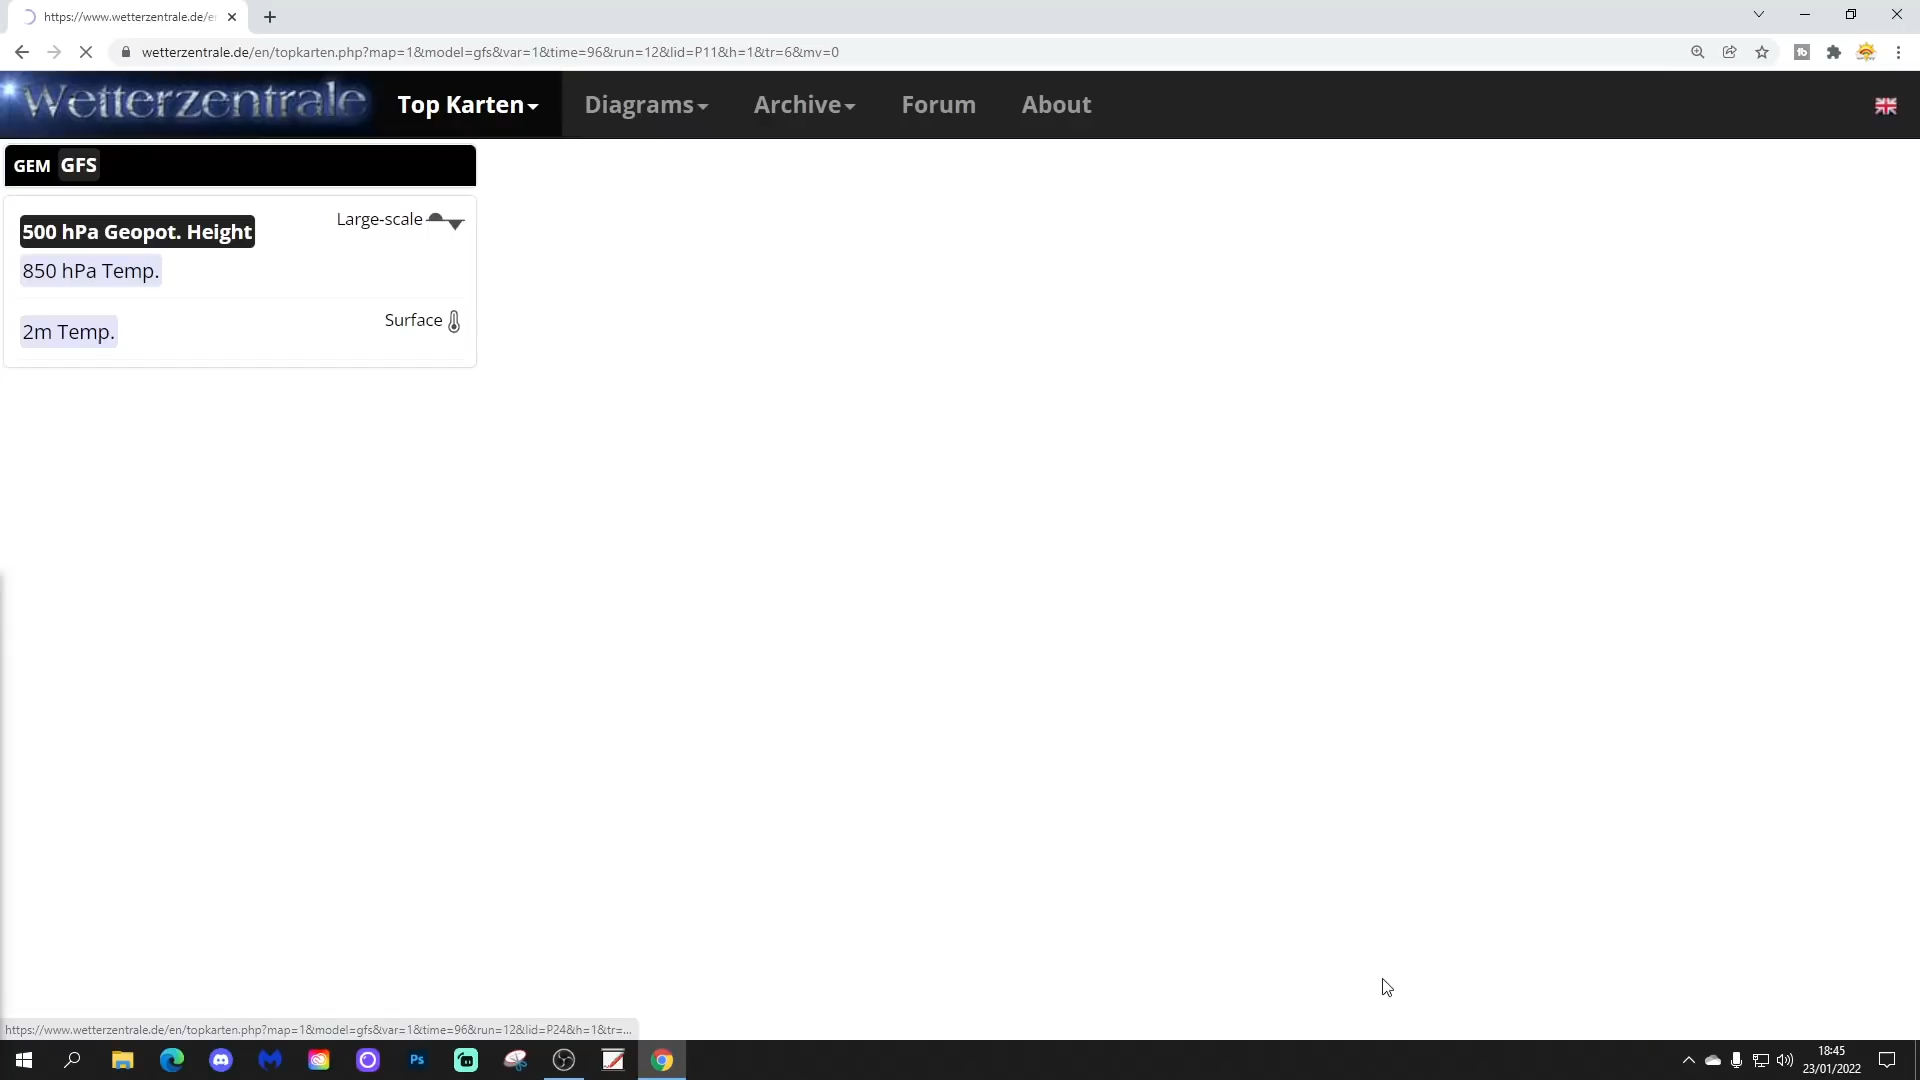 https://www.wetterzentrale.de/e
wetterzentrale.de/en/topkarten.php?map=1&model=gfs&var=1&time=96&run=12&lid=P11&h=1&tr=6&mv=0
Wetterzentrale Top Karten Diagrams Archive Forum About
GEM GFS
Large-scale
500 hPa Geopot. Height
850 hPa Temp.
Surface
2m Temp.
https://www.wetterzentrale.de/en/topkarten.php?map=1&model=gfs&var=1&time=96&run=12&lid=P24&h=1&tr=...
Ps
18:45
23/01/2022